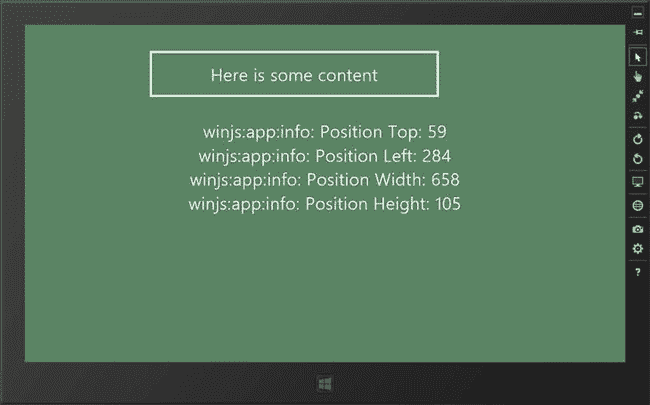 Here is some content
winjs:app:info: Position Top: 59
winjs:app:info: Position Left: 284
winjs:app:info: Position Width: 658
winjs:app:info: Position Height: 105
?